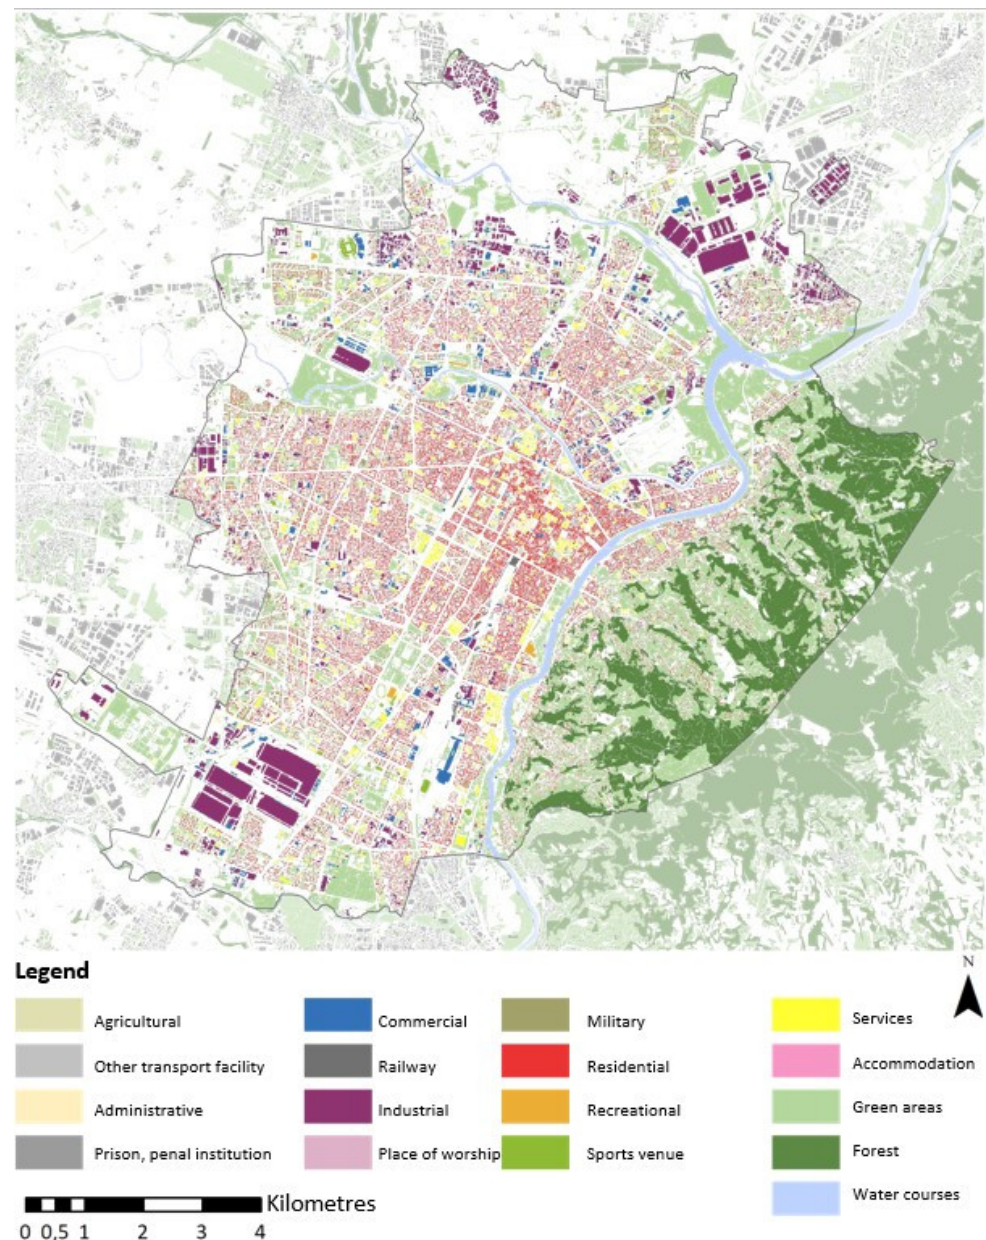 Legend
N
Agricultural
Commercial
Military
Services
Other transport facility
Railway
Residential
Accommodation
Administrative
Industrial
Recreational
Green areas
Prison, penal institution
Place of worship
Sports venue
Forest
Water courses
Kilometres
0 0,5 1 2 3 4